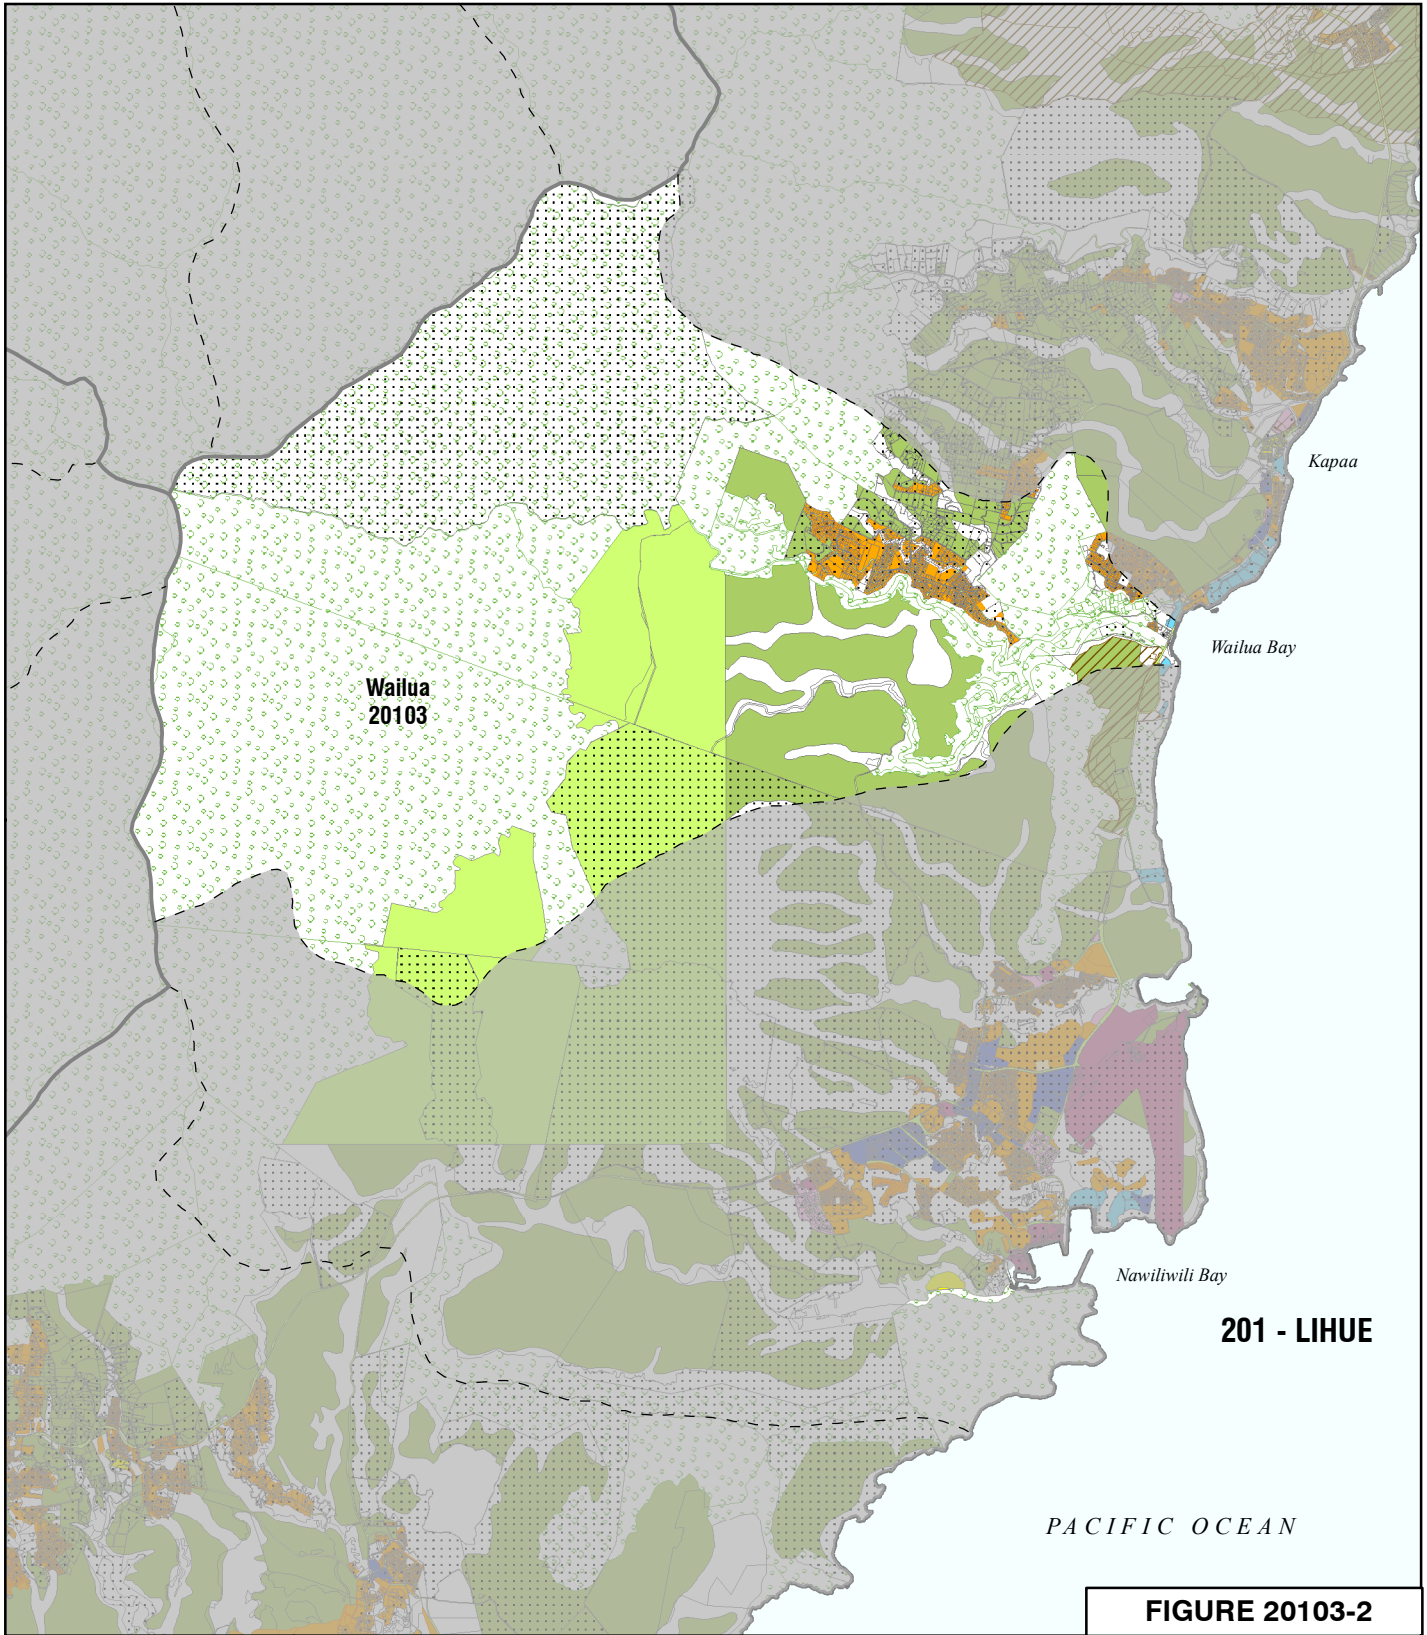 Kapaa
Wailua Bay
Wailua
20103
Nawiliwili Bay
201 - LIHUE
PACIFIC OCEAN
FIGURE 20103-2